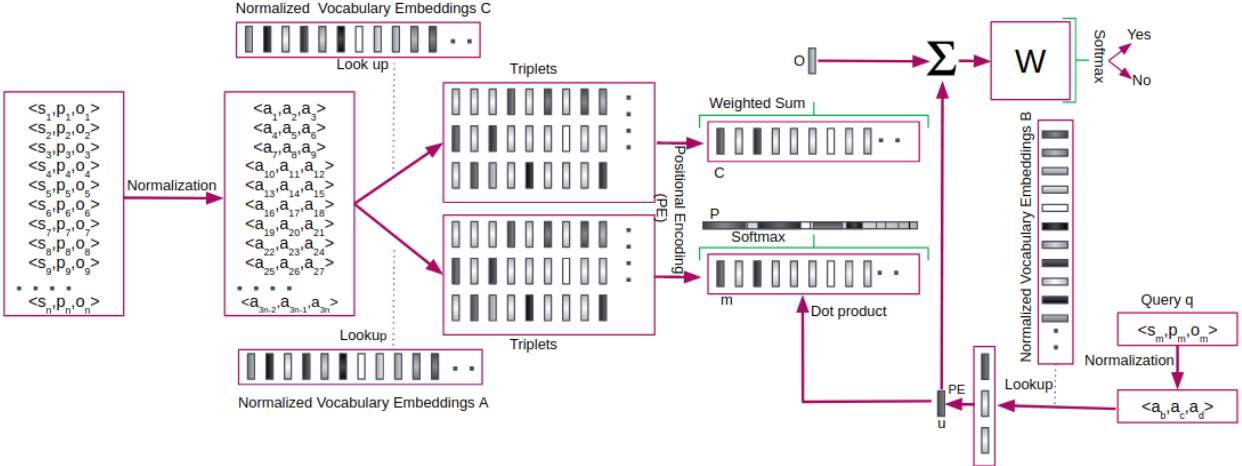 Normalized Vocabulary Embeddings C
Look up
<s1,p1,o1>
<s2,p2,o2>
<s3,p3,o3>
<s4,p4,o4>
<s5,p5,o5>
<s6,p6,o6>
<s7,p7,o7>
<s8,p8,o8>
<s9,p9,o9>
<sn,pn,on>
Normalization
<a1,a2,a3>
<a4,a5,a6>
<a7,a8,a9>
<a10,a11,a12>
<a13,a14,a15>
<a16,a17,a18>
<a19,a20,a21>
<a22,a23,a24>
<a25,a26,a27>
<a3n-2,a3n-1,a3n>
Lookup
Normalized Vocabulary Embeddings A
Triplets
Triplets
Positional Encoding
(PE)
Weighted Sum
C
P
Softmax
m
Dot product
O
Σ
W
Softmax
Yes
No
Normalized Vocabulary Embeddings B
Query q
<sm,pm,om>
Normalization
<ab,ac,ad>
Lookup
PE
u